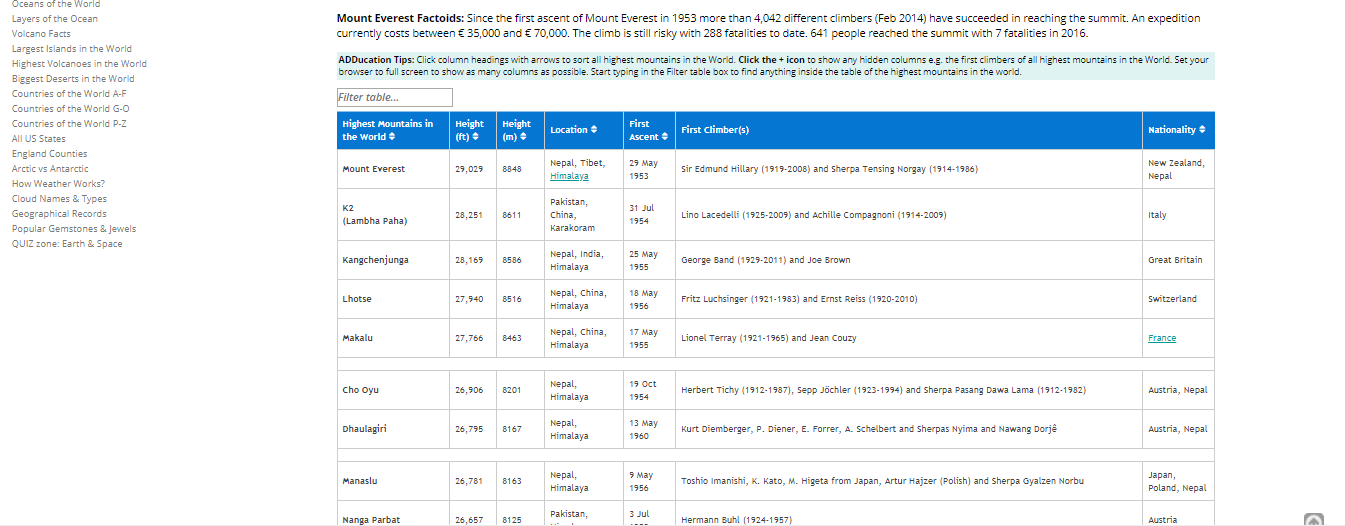 Oceans of the World
Layers of the Ocean
Volcano Facts
Largest Islands in the World
Highest Volcanoes in the World
Biggest Deserts in the World
Countries of the World A-F
Countries of the World G-O
Countries of the World P-Z
All US States
England Counties
Arctic vs Antarctic
How Weather Works?
Cloud Names & Types
Geographical Records
Popular Gemstones & Jewels
QUIZ zone: Earth & Space
Mount Everest Factoids: Since the first ascent of Mount Everest in 1953 more than 4,042 different climbers (Feb 2014) have succeeded in reaching the summit. An expedition
currently costs between € 35,000 and € 70,000. The climb is still risky with 288 fatalities to date. 641 people reached the summit with 7 fatalities in 2016.
ADDucation Tips: Click column headings with arrows to sort all highest mountains in the World. Click the + icon to show any hidden columns e.g. the first climbers of all highest mountains in the World. Set your
browser to full screen to show as many columns as possible. Start typing in the Filter table box to find anything inside the table of the highest mountains in the world.
Filter table...
Highest Mountains in
the World
Height
(ft)
Height
(m)
Location
First
Ascent
First Climber(s)
Nationality
Mount Everest
29,029
8848
Nepal, Tibet,
Himalaya
29 May
1953
Sir Edmund Hillary (1919-2008) and Sherpa Tensing Norgay (1914-1986)
New Zealand,
Nepal
K2
(Lambha Paha)
28,251
8611
Pakistan,
China,
Karakoram
31 Jul
1954
Lino Lacedelli (1925-2009) and Achille Compagnoni (1914-2009)
Italy
Kangchenjunga
28,169
8586
Nepal, India,
Himalaya
25 May
1955
George Band (1929-2011) and Joe Brown
Great Britain
Lhotse
27,940
8516
Nepal, China,
Himalaya
18 May
1956
Fritz Luchsinger (1921-1983) and Ernst Reiss (1920-2010)
Switzerland
Makalu
27,766
8463
Nepal, China,
Himalaya
17 May
1955
Lionel Terray (1921-1965) and Jean Couzy
France
Cho Oyu
26,906
8201
Nepal,
Himalaya
19 Oct
1954
Herbert Tichy (1912-1987), Sepp Jöchler (1923-1994) and Sherpa Pasang Dawa Lama (1912-1982)
Austria, Nepal
Dhaulagiri
26,795
8167
Nepal,
Himalaya
13 May
1960
Kurt Diemberger, P. Diener, E. Forrer, A. Schelbert and Sherpas Nyima and Nawang Dorjê
Austria, Nepal
Manaslu
26,781
8163
Nepal,
Himalaya
9 May
1956
Toshio Imanishi, K. Kato, M. Higeta from Japan, Artur Hajzer (Polish) and Sherpa Gyalzen Norbu
Japan,
Poland, Nepal
Nanga Parbat
26,657
8125
Pakistan,
3 Jul
Hermann Buhl (1924-1957)
Austria